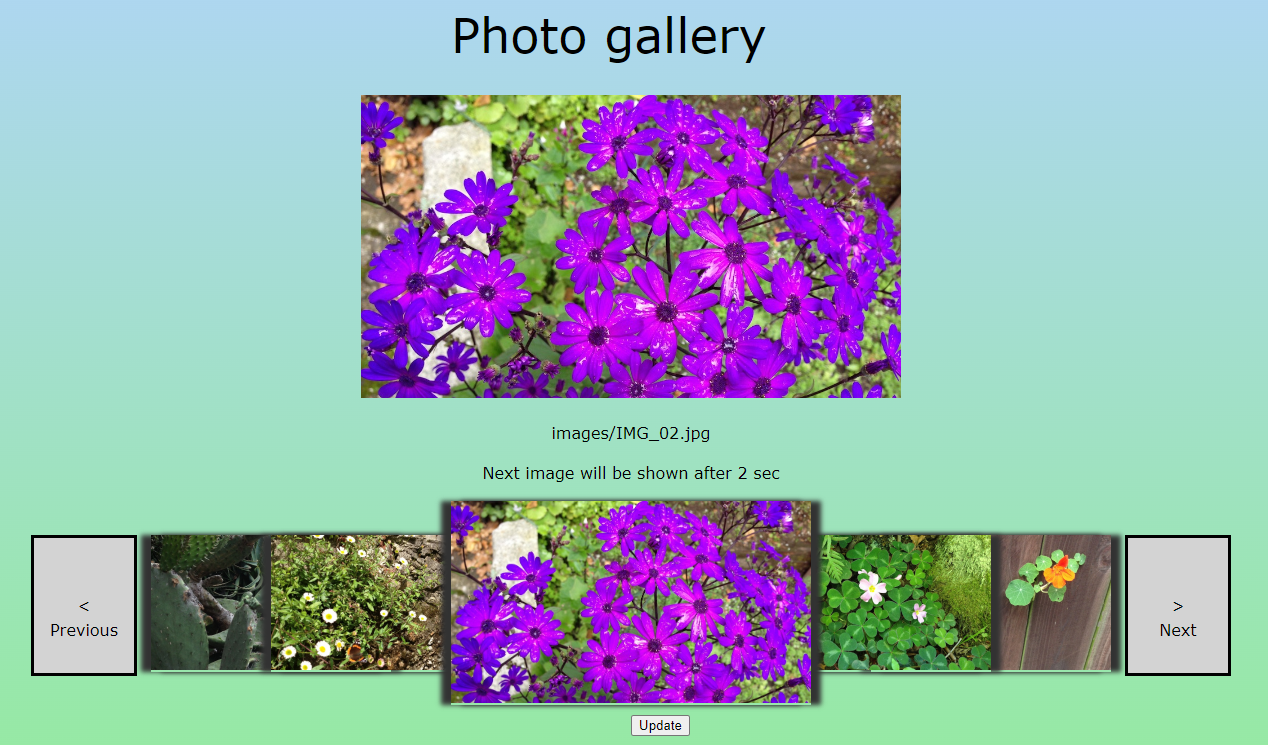 Photo gallery
images/IMG_02.jpg
Next image will be shown after 2 sec
<
Previous
>
Next
Update